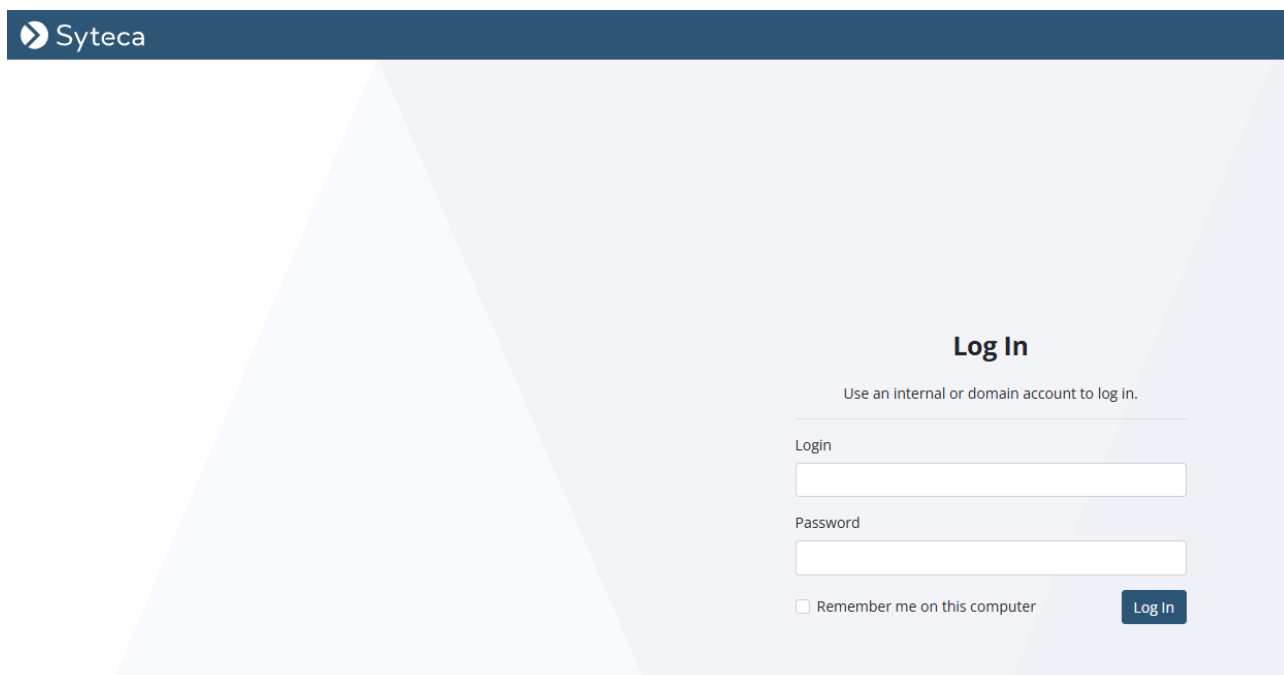 Syteca
Log In
Use an internal or domain account to log in.
Login
Password
Remember me on this computer
Log In